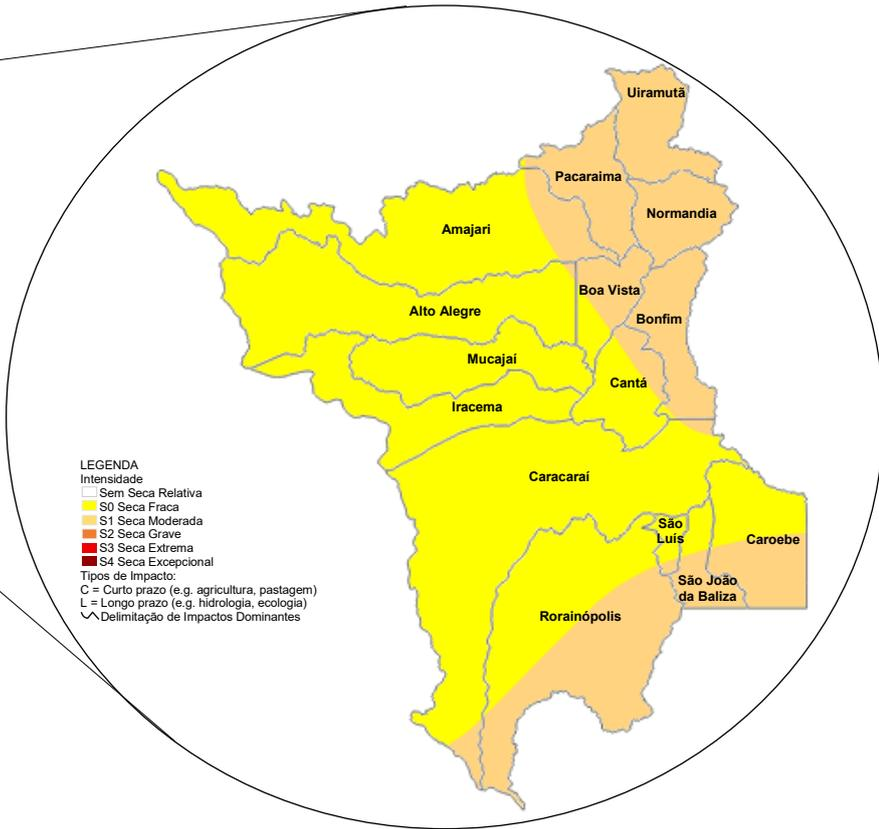 Uiramutã
Pacaraima
Normandia
Amajari
Boa Vista
Alto Alegre
Bonfim
Mucajaí
Cantá
Iracema
Caracaraí
São
Luís
Caroebe
São João
da Baliza
Rorainópolis
LEGENDA
Intensidade
Sem Seca Relativa
S0 Seca Fraca
S1 Seca Moderada
S2 Seca Grave
S3 Seca Extrema
S4 Seca Excepcional
Tipos de Impacto:
C = Curto prazo (e.g. agricultura, pastagem)
L = Longo prazo (e.g. hidrologia, ecologia)
Delimitação de Impactos Dominantes